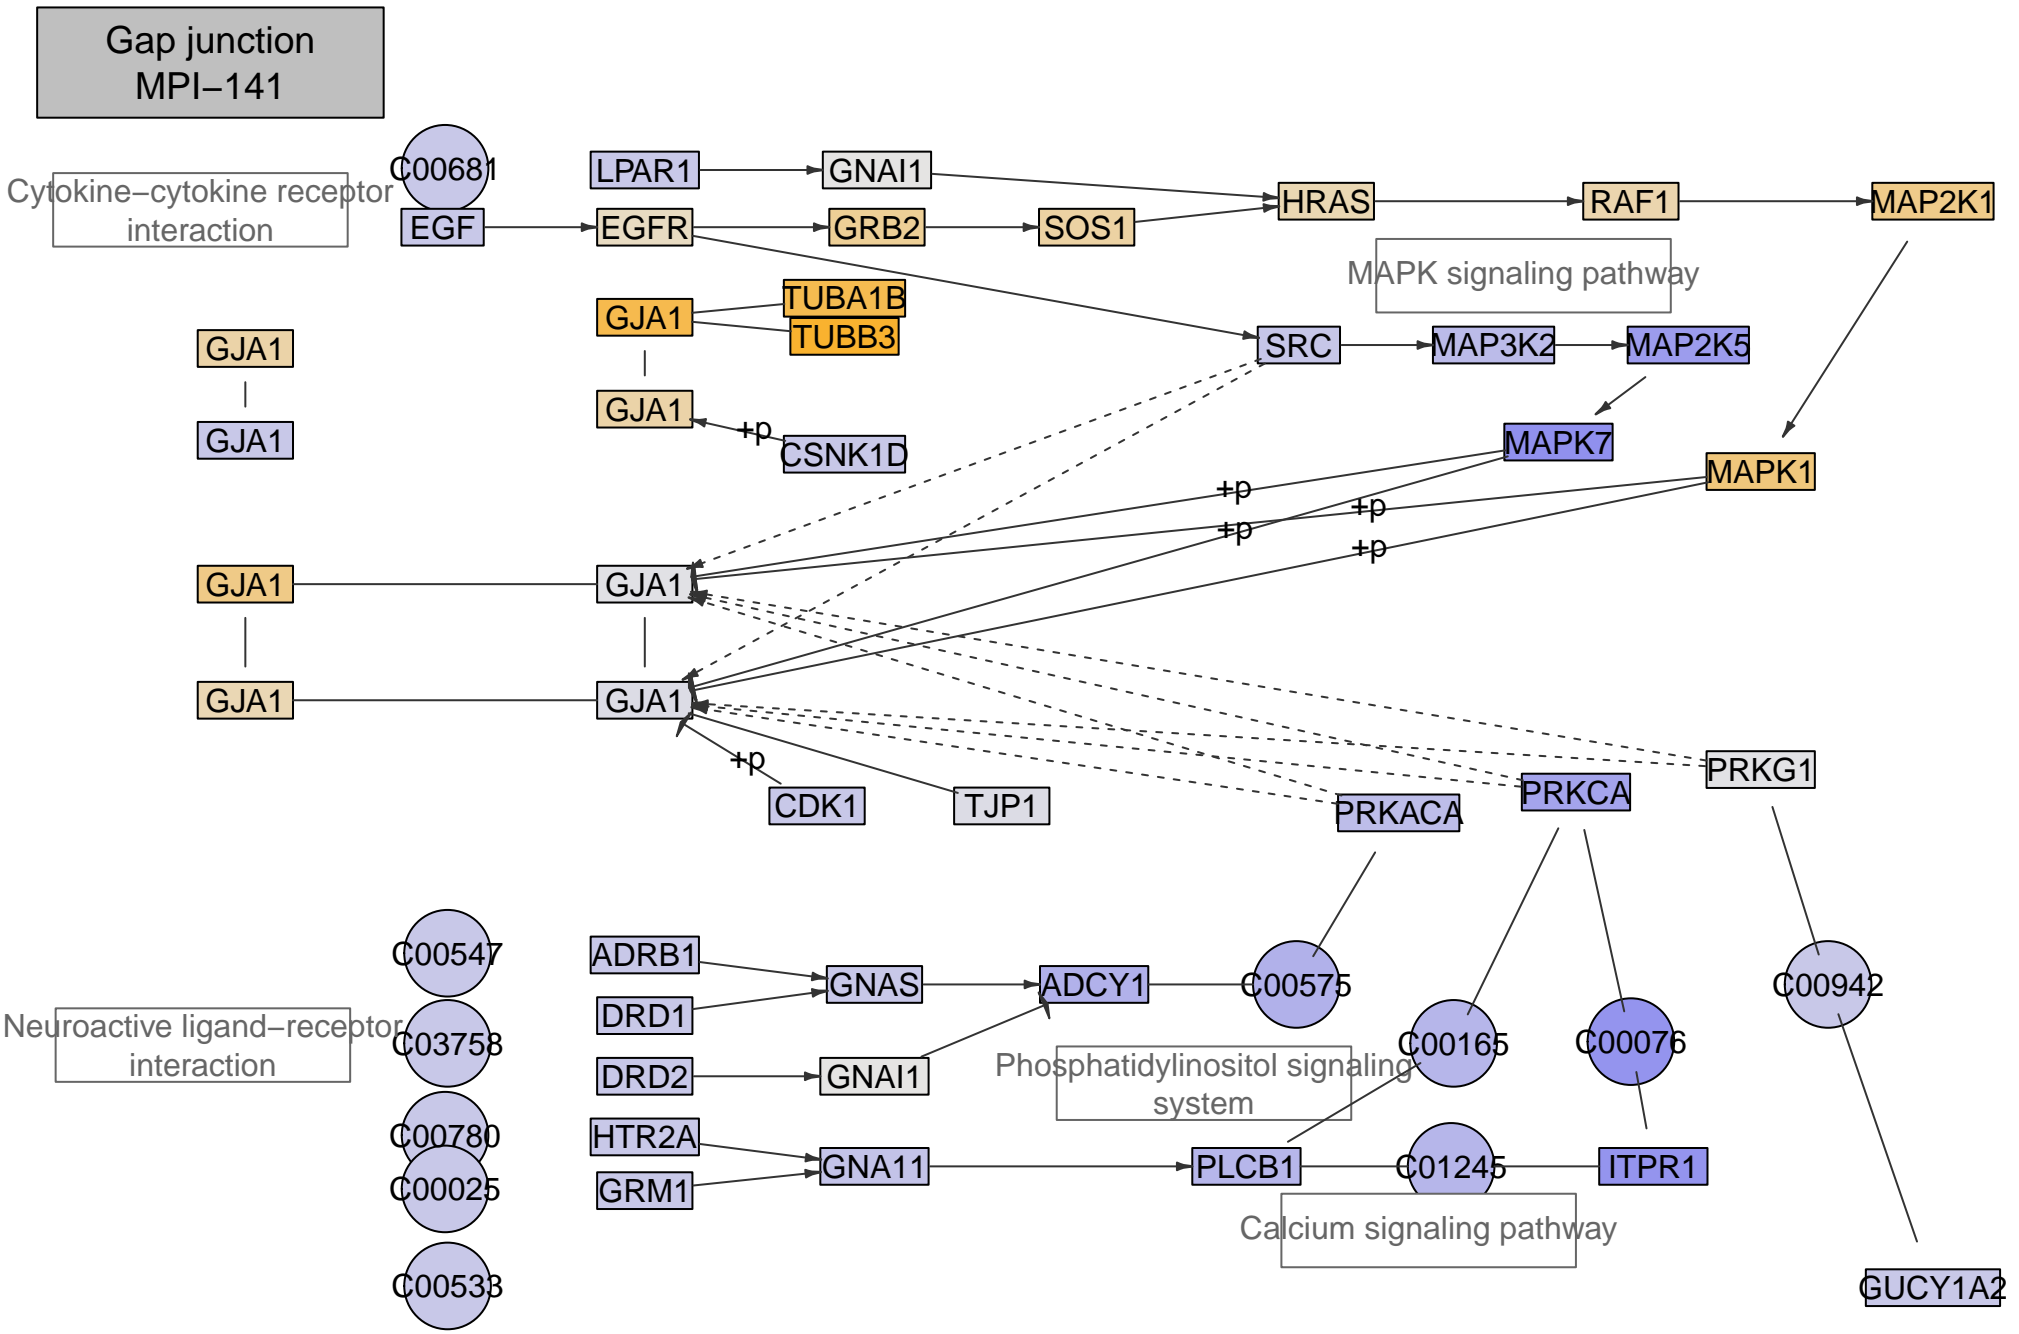 Gap junction
MPI−141
C00681
LPAR1
GNAI1
Cytokine−cytokine receptor
interaction
EGF
EGFR
GRB2
SOS1
HRAS
RAF1
MAP2K1
MAPK signaling pathway
GJA1
TUBA1B
TUBB3
GJA1
SRC
MAP3K2
MAP2K5
GJA1
GJA1
+p
CSNK1D
MAPK7
MAPK1
+p
+p
+p
+p
GJA1
GJA1
GJA1
GJA1
+p
CDK1
TJP1
PRKACA
PRKCA
PRKG1
C00547
ADRB1
GNAS
ADCY1
C00575
C00942
DRD1
Neuroactive ligand−receptor
interaction
C03758
C00165
C00076
DRD2
GNAI1
Phosphatidylinositol signaling
system
C00780
HTR2A
GNA11
PLCB1
C01245
ITPR1
C00025
GRM1
Calcium signaling pathway
C00533
GUCY1A2